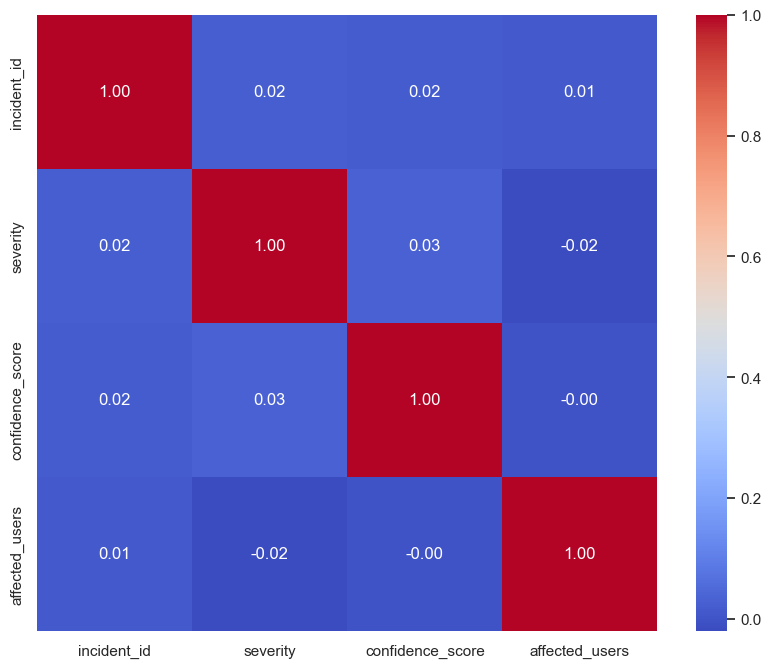 incident_id 1.00 0.02 0.02 0.01
severity 0.02 1.00 0.03 -0.02
confidence_score 0.02 0.03 1.00 -0.00
affected_users 0.01 -0.02 -0.00 1.00
incident_id severity confidence_score affected_users
1.0
0.8
0.6
0.4
0.2
0.0